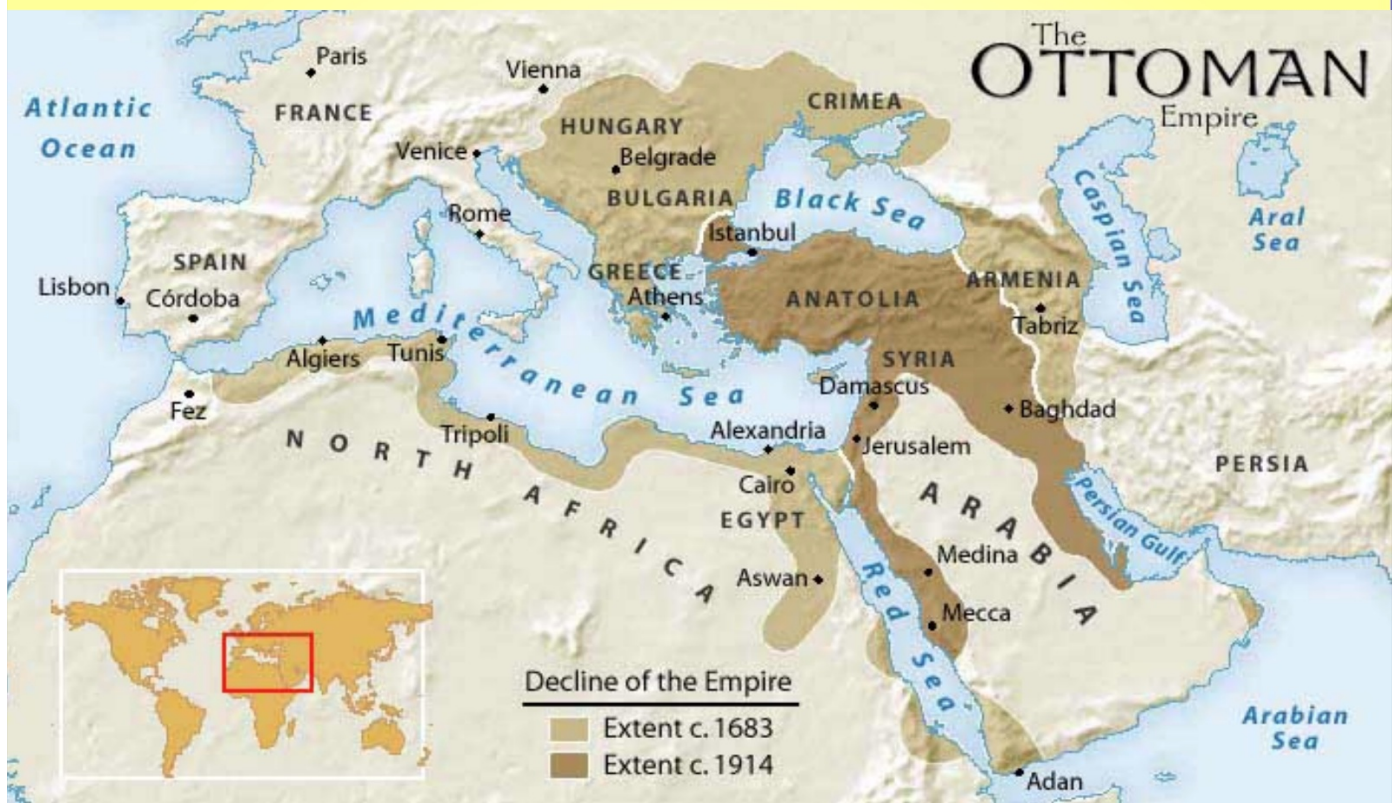 The
OTTOMAN
Empire
Paris
Vienna
FRANCE
CRIMEA
Atlantic
Ocean
HUNGARY
Venice
Belgrade
BULGARIA
Black Sea
Caspian Sea
Aral
Sea
Rome
Istanbul
SPAIN
GREECE
ARMENIA
Lisbon
Córdoba
Athens
ANATOLIA
Tabriz
Mediterranean Sea
Algiers
Tunis
SYRIA
Damascus
Fez
Baghdad
Tripoli
Alexandria
Jerusalem
NORTH AFRICA
Cairo
PERSIA
ARABIA
EGYPT
Persian Gulf
Medina
Aswan
Red Sea
Mecca
Decline of the Empire
Extent c. 1683
Extent c. 1914
Arabian
Sea
Adan